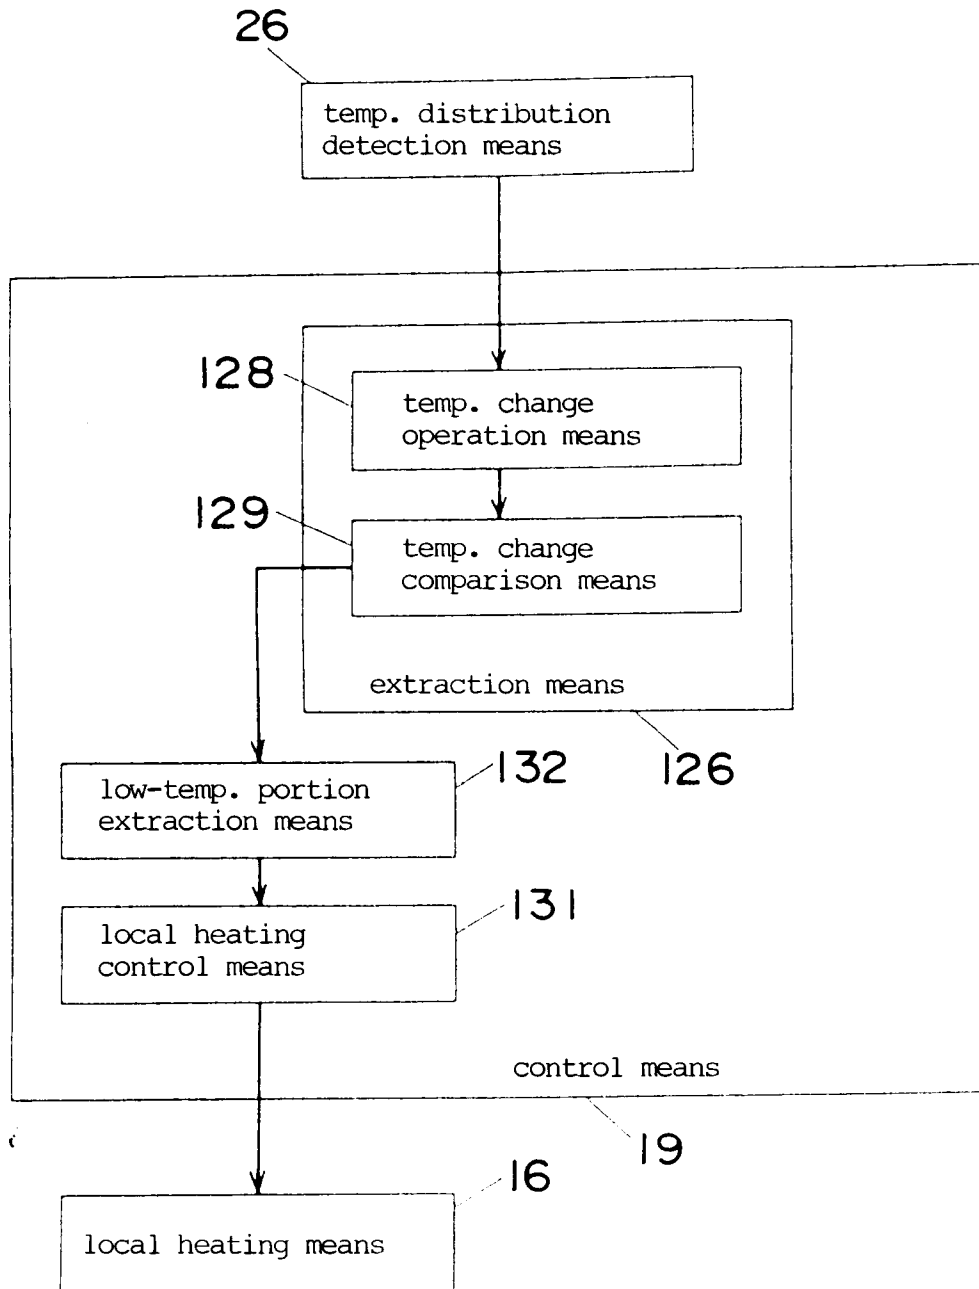 26
temp. distribution
detection means
128
temp. change
operation means
129
temp. change
comparison means
extraction means
126
132
low-temp. portion
extraction means
131
local heating
control means
control means
19
16
local heating means